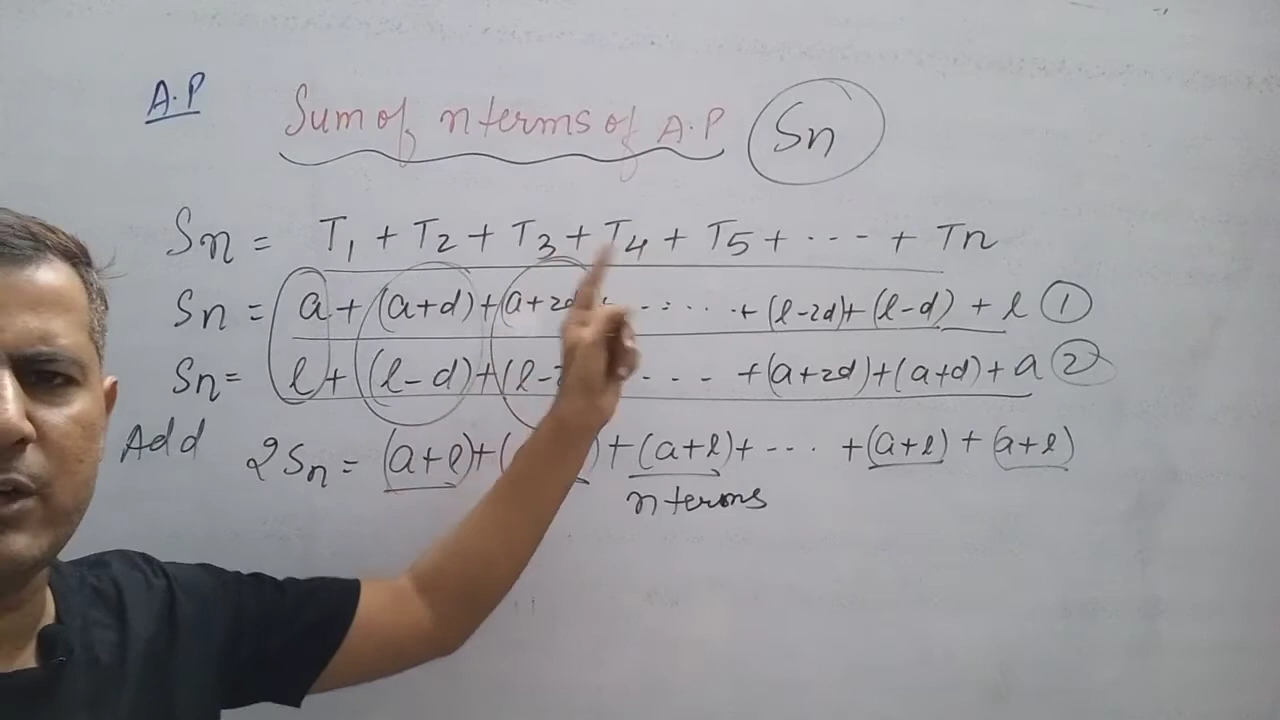 A.P
Sum of n terms of A.P Sn
Sn = T1 + T2 + T3 + T4 + T5 + ... + Tn
Sn = a + (a+d) + (a+2d ..... + (l-2d) + (l-d) + l 1
Sn = l + (l-d) + (l- .... + (a+2d) + (a+d) + a 2
Add 2Sn = (a+l) + ( ) + (a+l) + .... + (a+l) + (a+l)
n terms